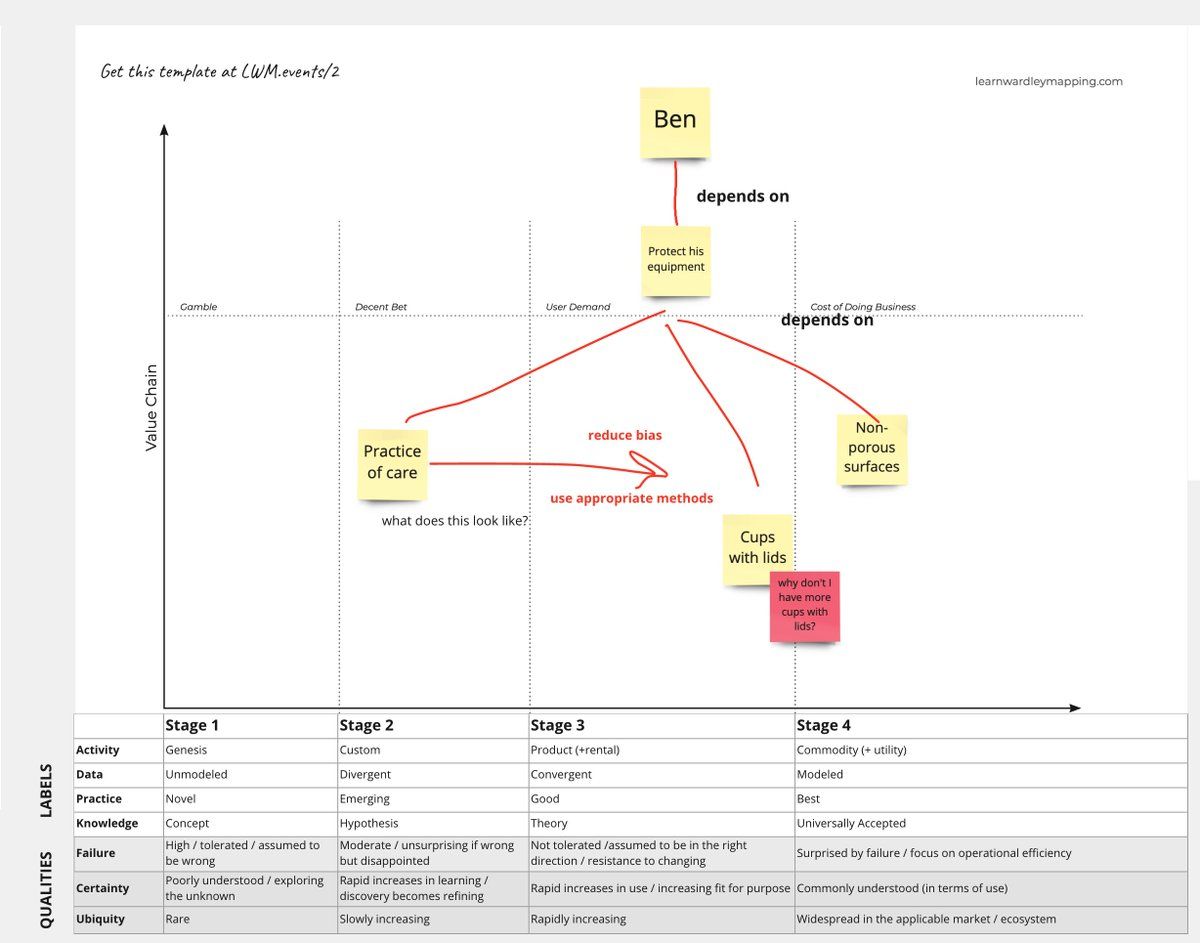 Get this template at LWM.events/2
learnwardleymapping.com
Ben
depends on
Protect his
equipment
Gamble
Decent Bet
User Demand
Cost of Doing Business
depends on
Value Chain
Practice
of care
reduce bias
use appropriate methods
Non-
porous
surfaces
what does this look like?
Cups
with lids
why don't I
have more
cups with
lids?
Stage 1
Stage 2
Stage 3
Stage 4
LABELS
Activity
Genesis
Custom
Product (+rental)
Commodity (+ utility)
Data
Unmodeled
Divergent
Convergent
Modeled
Practice
Novel
Emerging
Good
Best
Knowledge
Concept
Hypothesis
Theory
Universally Accepted
QUALITIES
Failure
High / tolerated / assumed to
be wrong
Moderate / unsurprising if wrong
but disappointed
Not tolerated /assumed to be in the right
direction / resistance to changing
Surprised by failure / focus on operational efficiency
Certainty
Poorly understood / exploring
the unknown
Rapid increases in learning /
discovery becomes refining
Rapid increases in use / increasing fit for purpose
Commonly understood (in terms of use)
Ubiquity
Rare
Slowly increasing
Rapidly increasing
Widespread in the applicable market / ecosystem